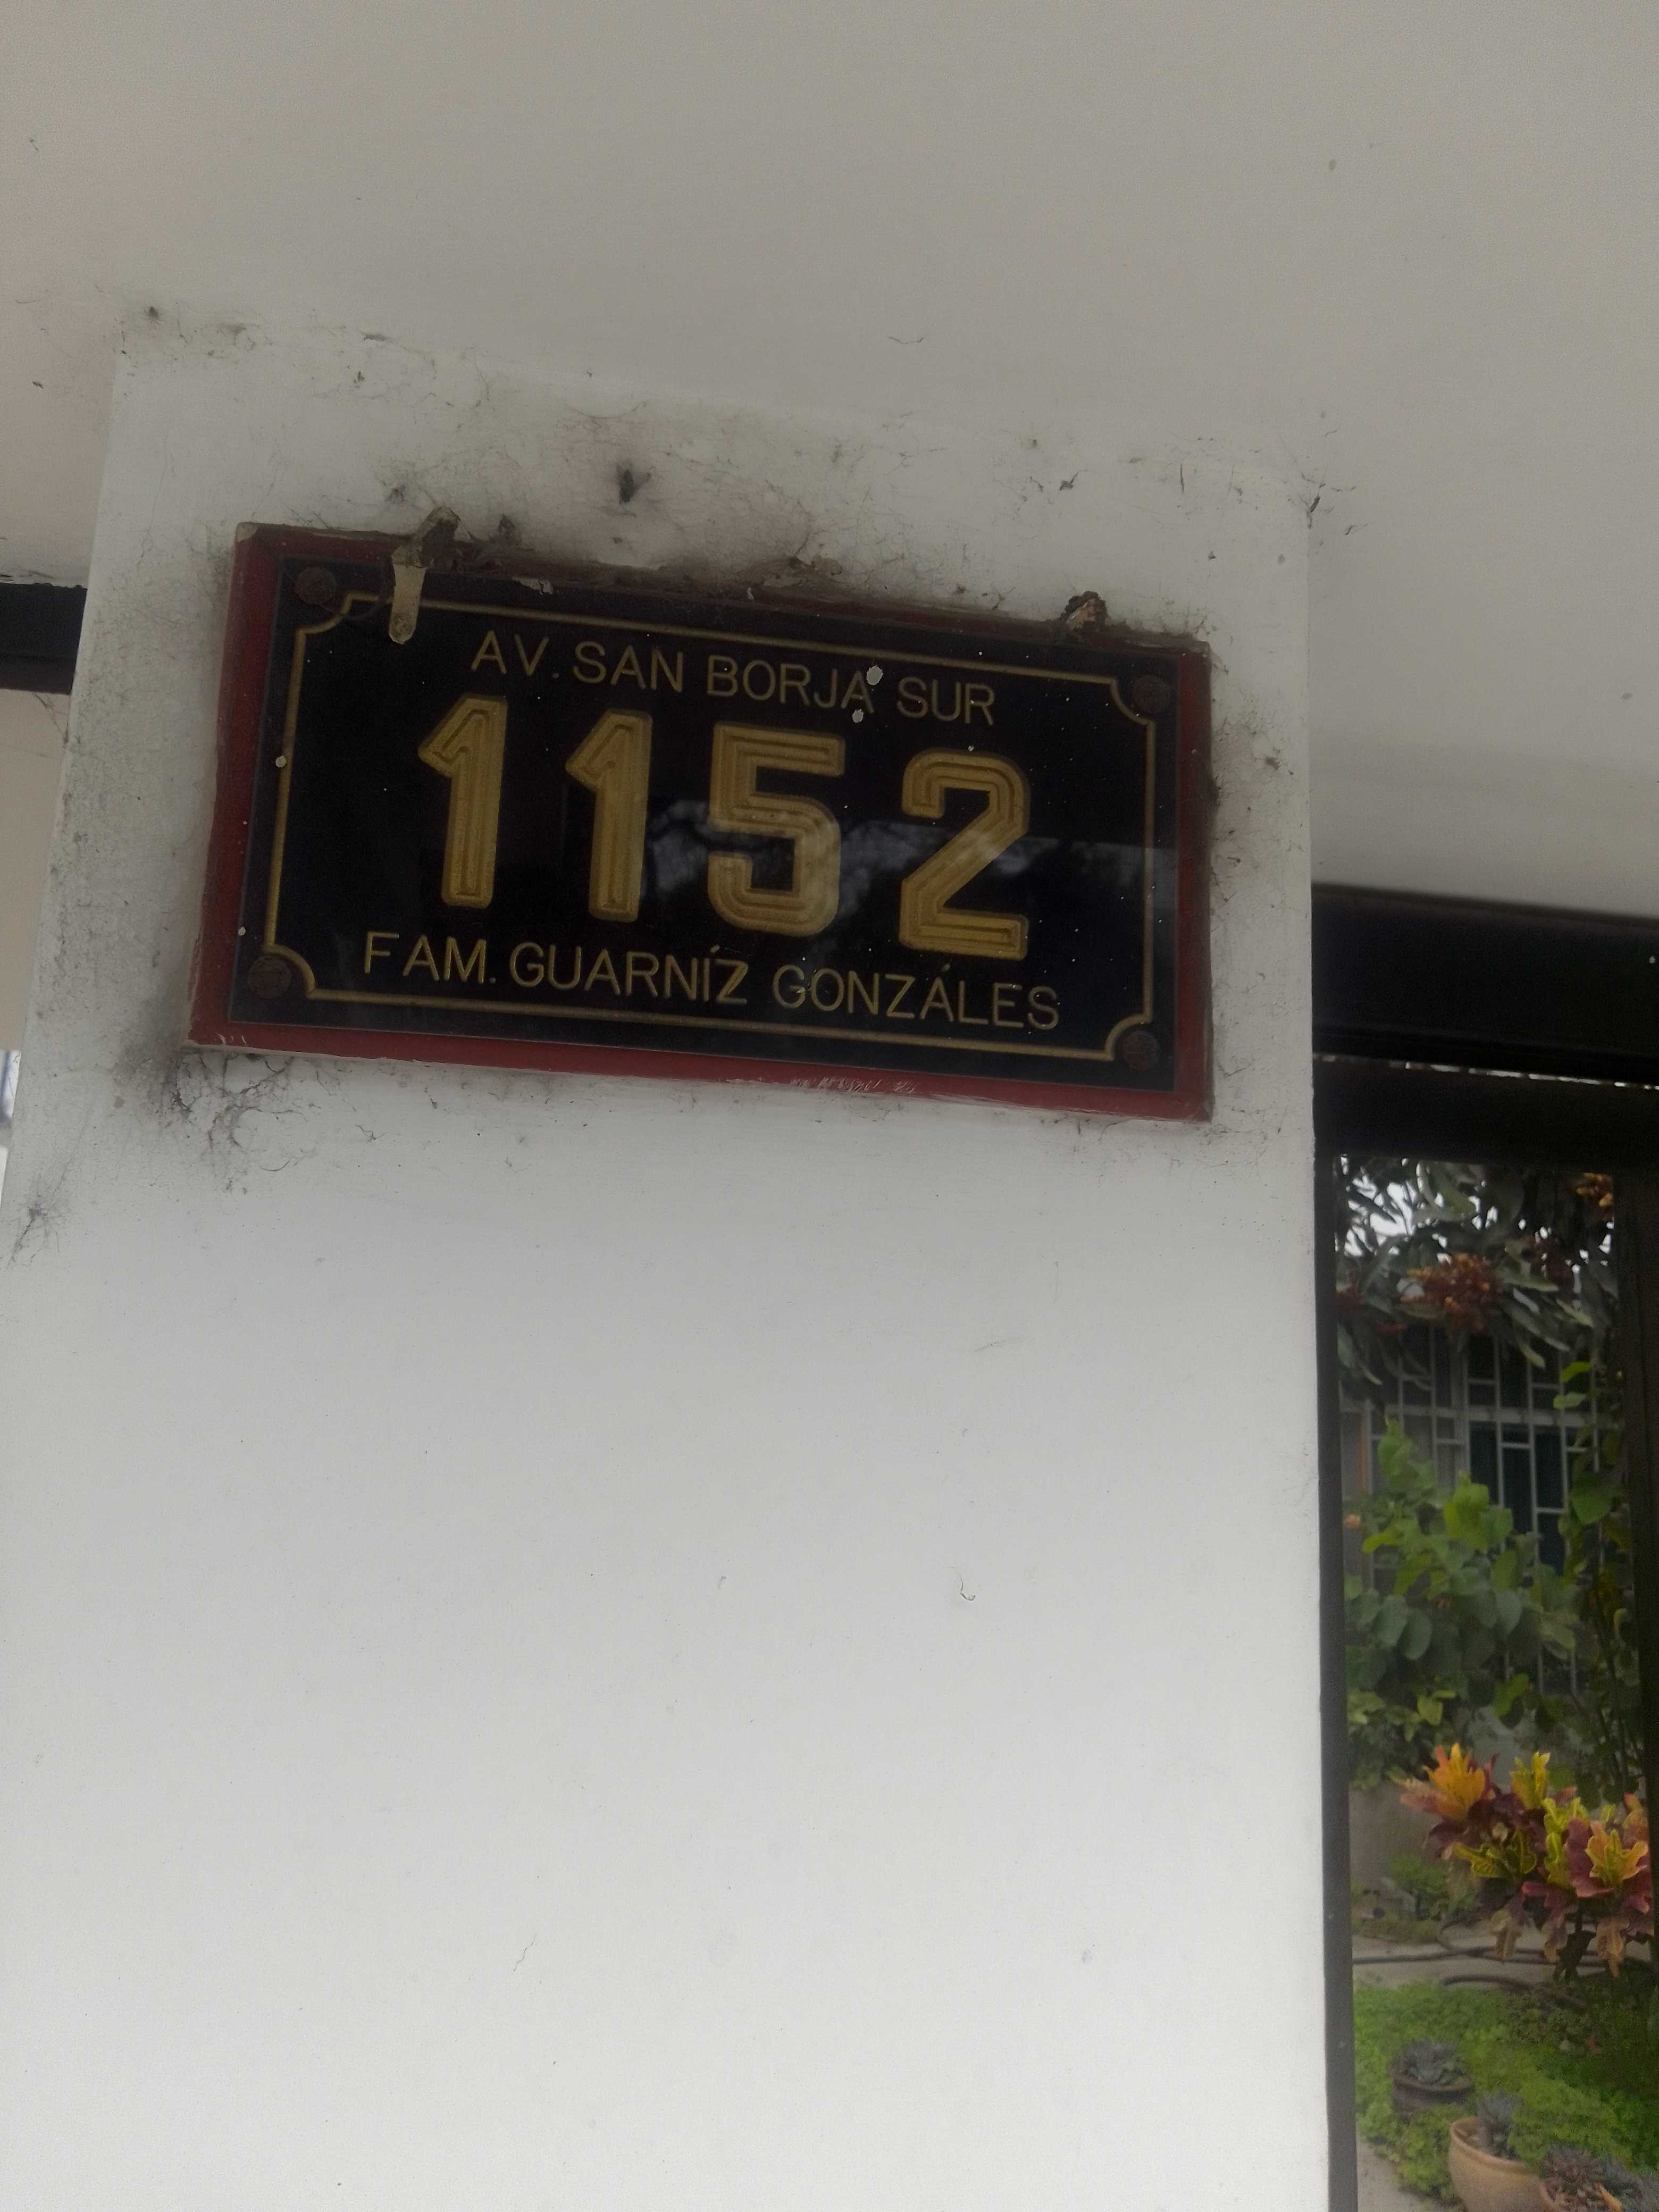 AV. SAN BORJA SUR
1152
FAM. GUARNÍZ GONZÁLES